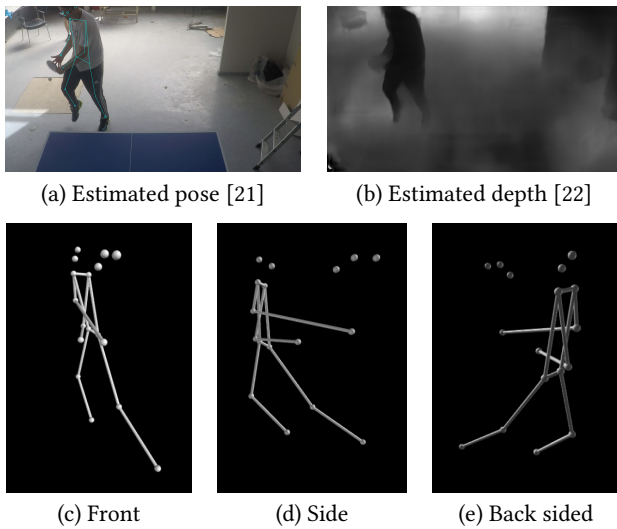 (a) Estimated pose [21]
(b) Estimated depth [22]
(c) Front
(d) Side
(e) Back sided